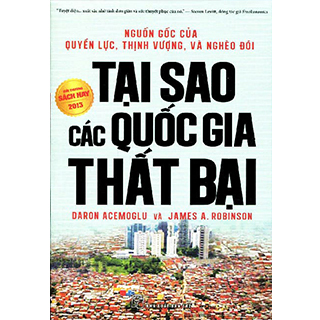 NGUỒN GỐC CỦA
QUYỀN LỰC, THỊNH VƯỢNG, VÀ NGHÈO ĐÓI
SÁCH HAY
2013
TẠI SAO
CÁC QUỐC GIA
THẤT BẠI
DARON ACEMOGLU VÀ JAMES A. ROBINSON